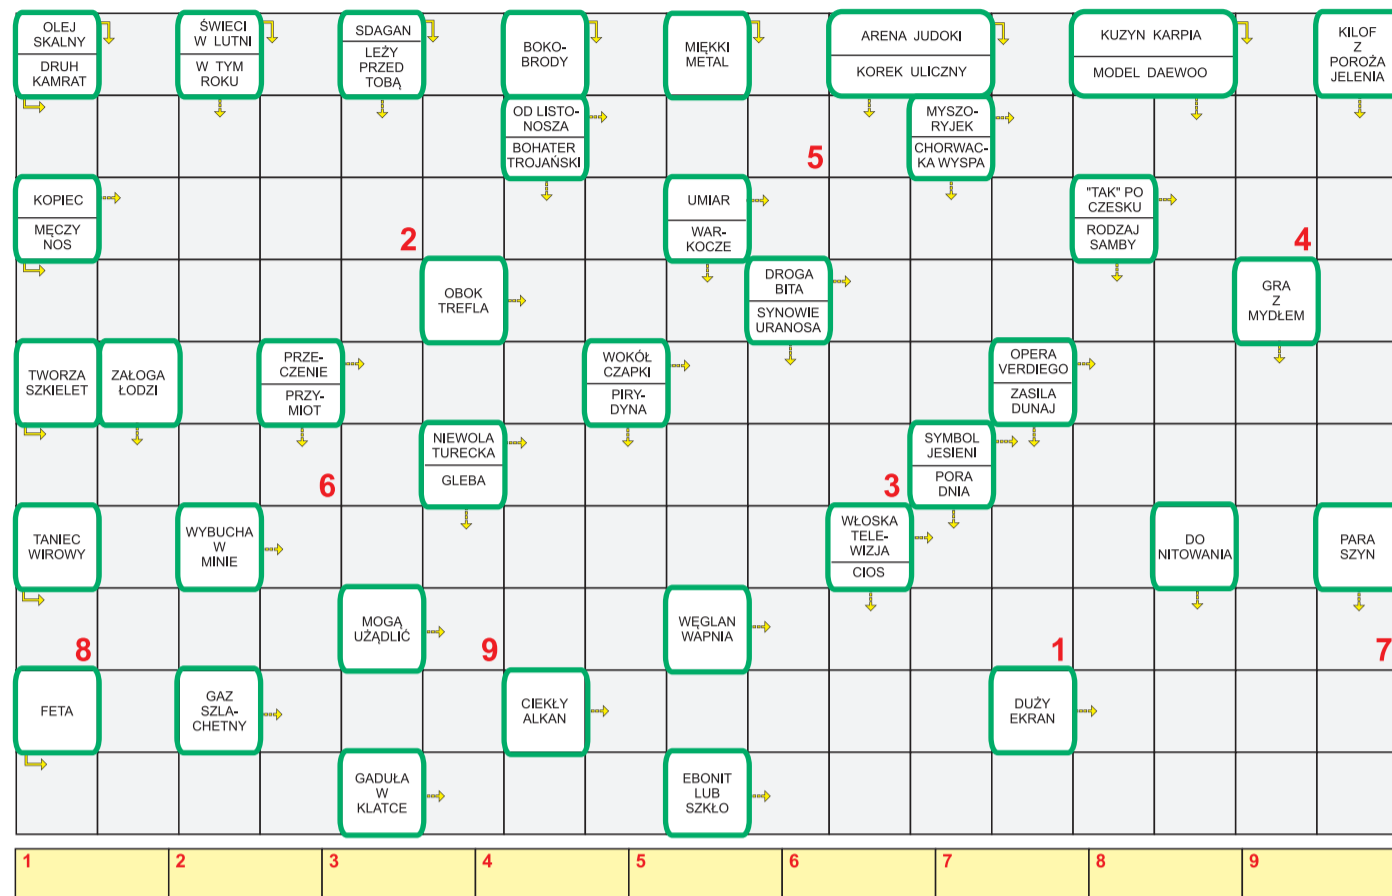 OLEJ
SKALNY
DRUH
KAMRAT
ŚWIECI
W LUTNI
W TYM
ROKU
SDAGAN
LEŻY
PRZED
TOBĄ
BOKO-
BRODY
MIĘKKI
METAL
ARENA JUDOKI
KOREK ULICZNY
KUZYN KARPIA
MODEL DAEWOO
KILOF
Z
POROŻA
JELENIA
OD LISTO-
NOSZA
BOHATER
TROJAŃSKI
5
MYSZO-
RYJEK
CHORWAC-
KA WYSPA
KOPIEC
MĘCZY
NOS
2
UMIAR
WAR-
KOCZE
"TAK" PO
CZESKU
RODZAJ
SAMBY
4
OBOK
TREFLA
DROGA
BITA
SYNOWIE
URANOSA
GRA
Z
MYDŁEM
TWORZA
SZKIELET
ZAŁOGA
ŁODZI
PRZE-
CZENIE
PRZY-
MIOT
WOKÓŁ
CZAPKI
PIRY-
DYNA
OPERA
VERDIEGO
ZASILA
DUNAJ
6
NIEWOLA
TURECKA
GLEBA
3
SYMBOL
JESIENI
PORA
DNIA
TANIEC
WIROWY
WYBUCHA
W
MINIE
WŁOSKA
TELE-
WIZJA
CIOS
DO
NITOWANIA
PARA
SZYN
8
MOGĄ
UŻĄDLIĆ
9
WĘGLAN
WAPNIA
1
7
FETA
GAZ
SZLA-
CHETNY
CIEKŁY
ALKAN
DUŻY
EKRAN
GADUŁA
W
KLATCE
EBONIT
LUB
SZKŁO
1
2
3
4
5
6
7
8
9